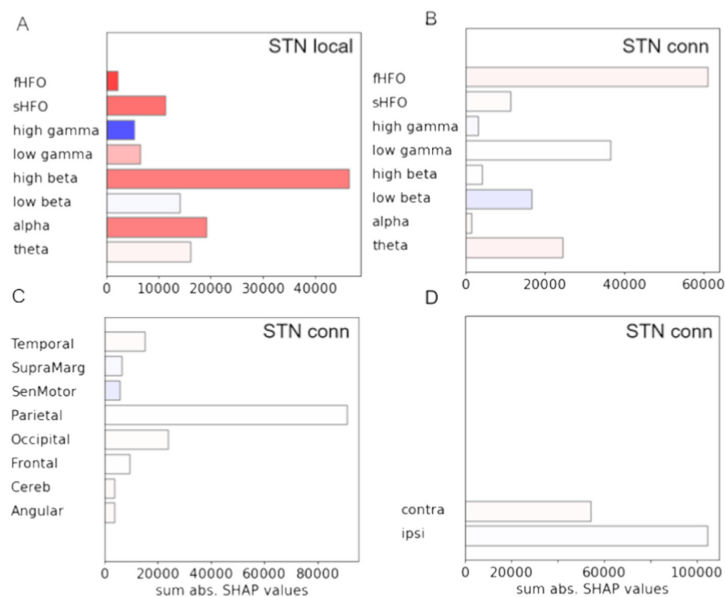 A
STN local
fHFO
sHFO
high gamma
low gamma
high beta
low beta
alpha
theta
0 10000 20000 30000 40000
B
STN conn
fHFO
sHFO
high gamma
low gamma
high beta
low beta
alpha
theta
0 20000 40000 60000
C
STN conn
Temporal
SupraMarg
SenMotor
Parietal
Occipital
Frontal
Cereb
Angular
0 20000 40000 60000 80000
sum abs. SHAP values
D
STN conn
contra
ipsi
0 20000 60000 100000
sum abs. SHAP values